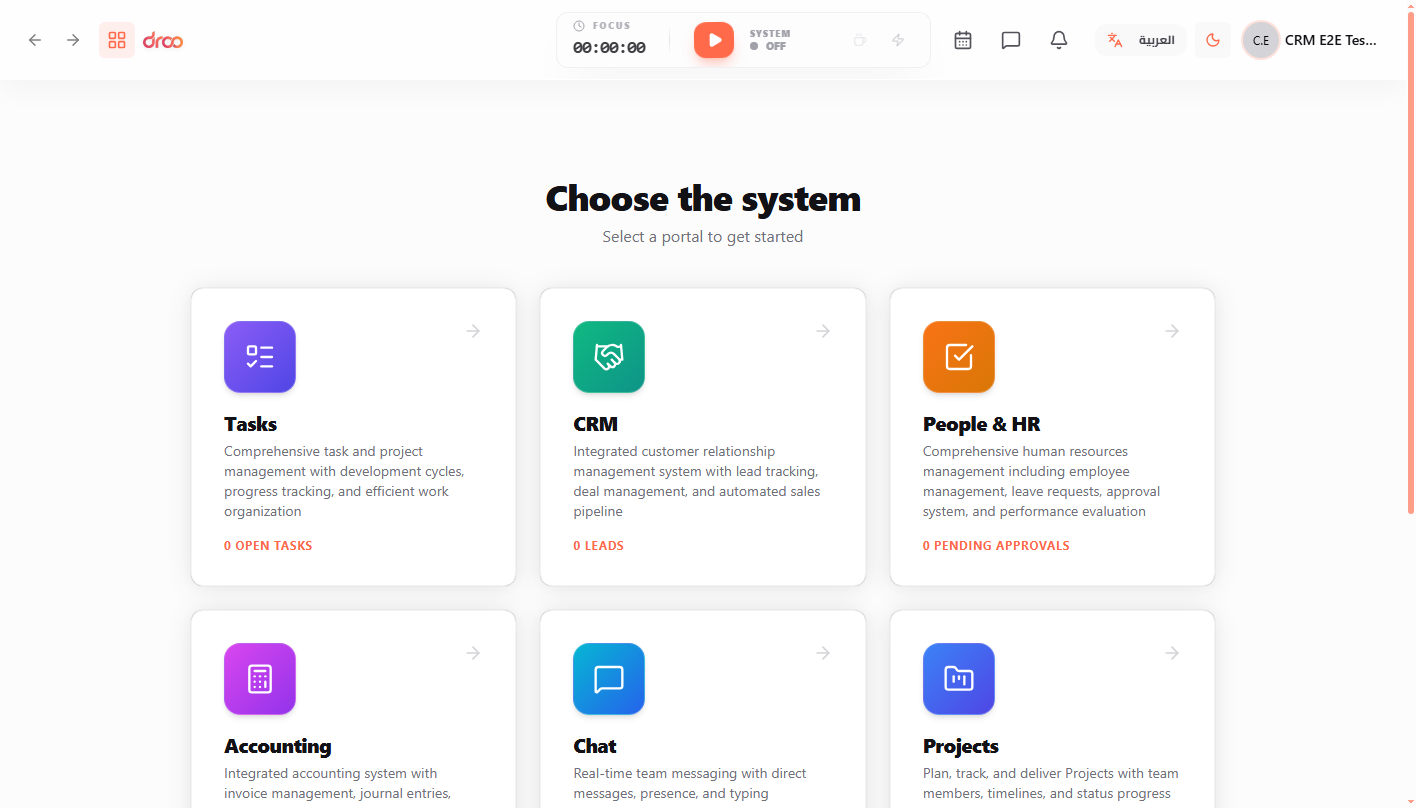 droo
FOCUS
00:00:00
SYSTEM
OFF
العربية
C.E
CRM E2E Tes...
Choose the system
Select a portal to get started
Tasks
Comprehensive task and project
management with development cycles,
progress tracking, and efficient work
organization
0 OPEN TASKS
CRM
Integrated customer relationship
management system with lead tracking,
deal management, and automated sales
pipeline
0 LEADS
People & HR
Comprehensive human resources
management including employee
management, leave requests, approval
system, and performance evaluation
0 PENDING APPROVALS
Accounting
Integrated accounting system with
invoice management, journal entries,
Chat
Real-time team messaging with direct
messages, presence, and typing
Projects
Plan, track, and deliver Projects with team
members, timelines, and status progress